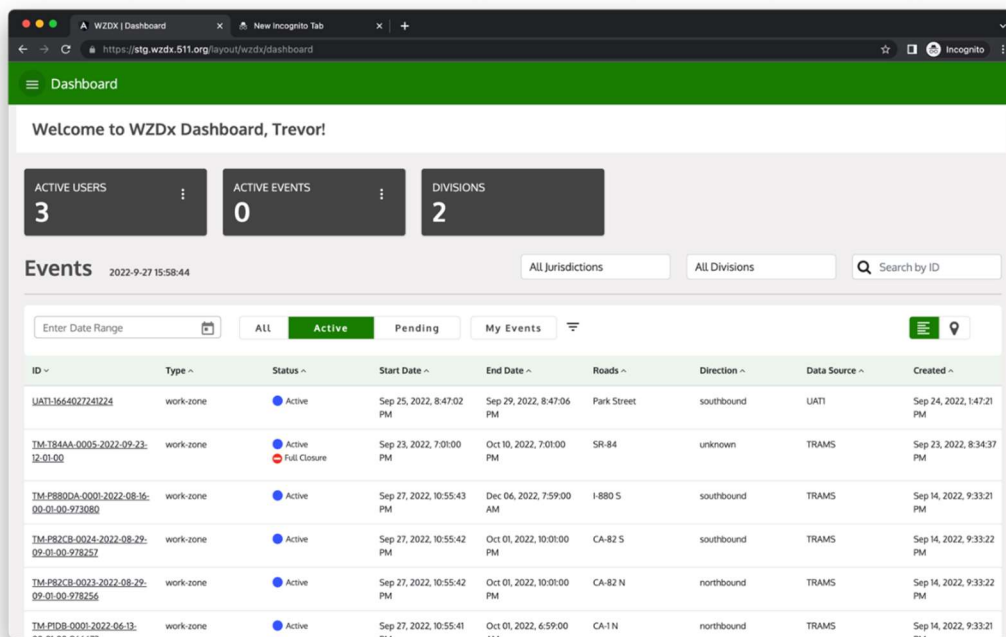 WZDX | Dashboard
New Incognito Tab
https://stg.wzdx.511.org/layout/wzdx/dashboard
Incognito
Dashboard
Welcome to WZDx Dashboard, Trevor!
ACTIVE USERS
3
ACTIVE EVENTS
0
DIVISIONS
2
Events 2022-9-27 15:58:44
All Jurisdictions
All Divisions
Search by ID
Enter Date Range
All Active Pending My Events
ID Type Status Start Date End Date Roads Direction Data Source Created
UAT1-1664027241224 work-zone Active Sep 25, 2022, 8:47:02 Sep 29, 2022, 8:47:06 Park Street southbound UAT1 Sep 24, 2022, 1:47:21
PM PM PM
TM-T84AA-0005-2022-09-23- work-zone Active Sep 23, 2022, 7:01:00 Oct 10, 2022, 7:01:00 SR-84 unknown TRAMS Sep 23, 2022, 8:34:37
12-01-00 Full Closure PM PM PM
TM-P880DA-0001-2022-08-16- work-zone Active Sep 27, 2022, 10:55:43 Dec 06, 2022, 7:59:00 I-880 S southbound TRAMS Sep 14, 2022, 9:33:21
00-01-00-973080 PM AM PM
TM-P82CB-0024-2022-08-29- work-zone Active Sep 27, 2022, 10:55:42 Oct 01, 2022, 10:01:00 CA-82 S southbound TRAMS Sep 14, 2022, 9:33:22
09-01-00-978257 PM PM PM
TM-P82CB-0023-2022-08-29- work-zone Active Sep 27, 2022, 10:55:42 Oct 01, 2022, 10:01:00 CA-82 N northbound TRAMS Sep 14, 2022, 9:33:22
09-01-00-978256 PM PM PM
TM-P1DB-0001-2022-06-13- work-zone Active Sep 27, 2022, 10:55:41 Oct 01, 2022, 6:59:00 CA-1 N northbound TRAMS Sep 14, 2022, 9:33:21